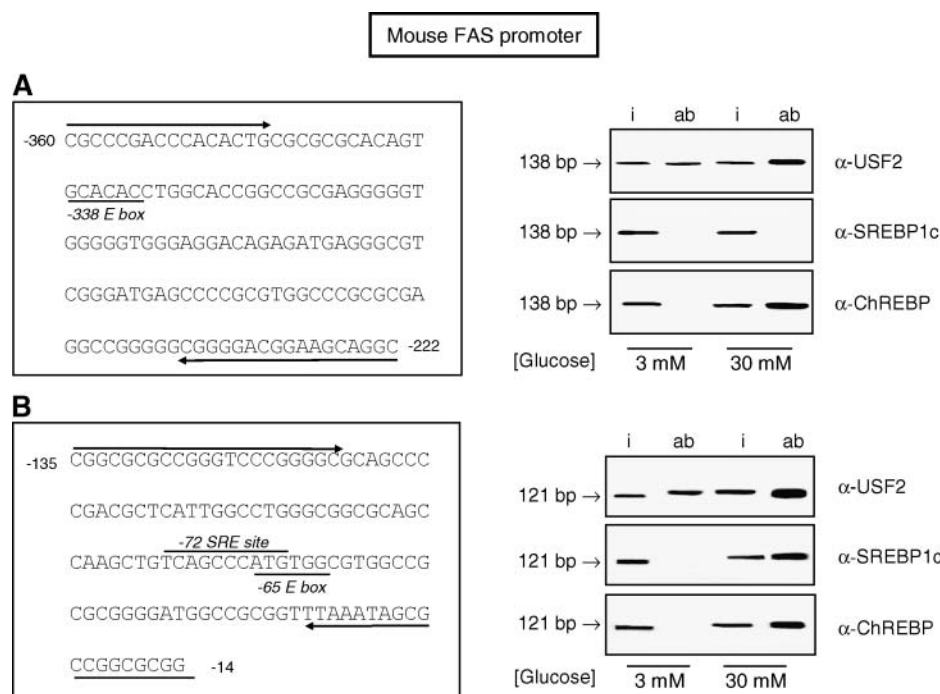 Mouse FAS promoter
A
-360 CGCCCGACCCACACTGCGCGCGCACAGT
GCACACCTGGCACCGGCCGCGAGGGGGT
-338 E box
GGGGGTGGGAGGACAGAGATGAGGGCGT
CGGGATGAGCCCCGCGTGGCCCGCGCGA
GGCCGGGGGCGGGGACGGAAGCAGGC -222
i ab i ab
138 bp → α-USF2
138 bp → α-SREBP1c
138 bp → α-ChREBP
[Glucose] 3 mM 30 mM
B
-135 CGGCGCGCCGGGTCCCGGGGCGCAGCCC
CGACGCTCATTGGCCTGGGCGGCGCAGC
-72 SRE site
CAAGCTGTCAGCCCATGTGGCGTGGCCG
-65 E box
CGCGGGGATGGCCGCGGTTTAAATAGCG
CCGGCGCGG -14
i ab i ab
121 bp → α-USF2
121 bp → α-SREBP1c
121 bp → α-ChREBP
[Glucose] 3 mM 30 mM